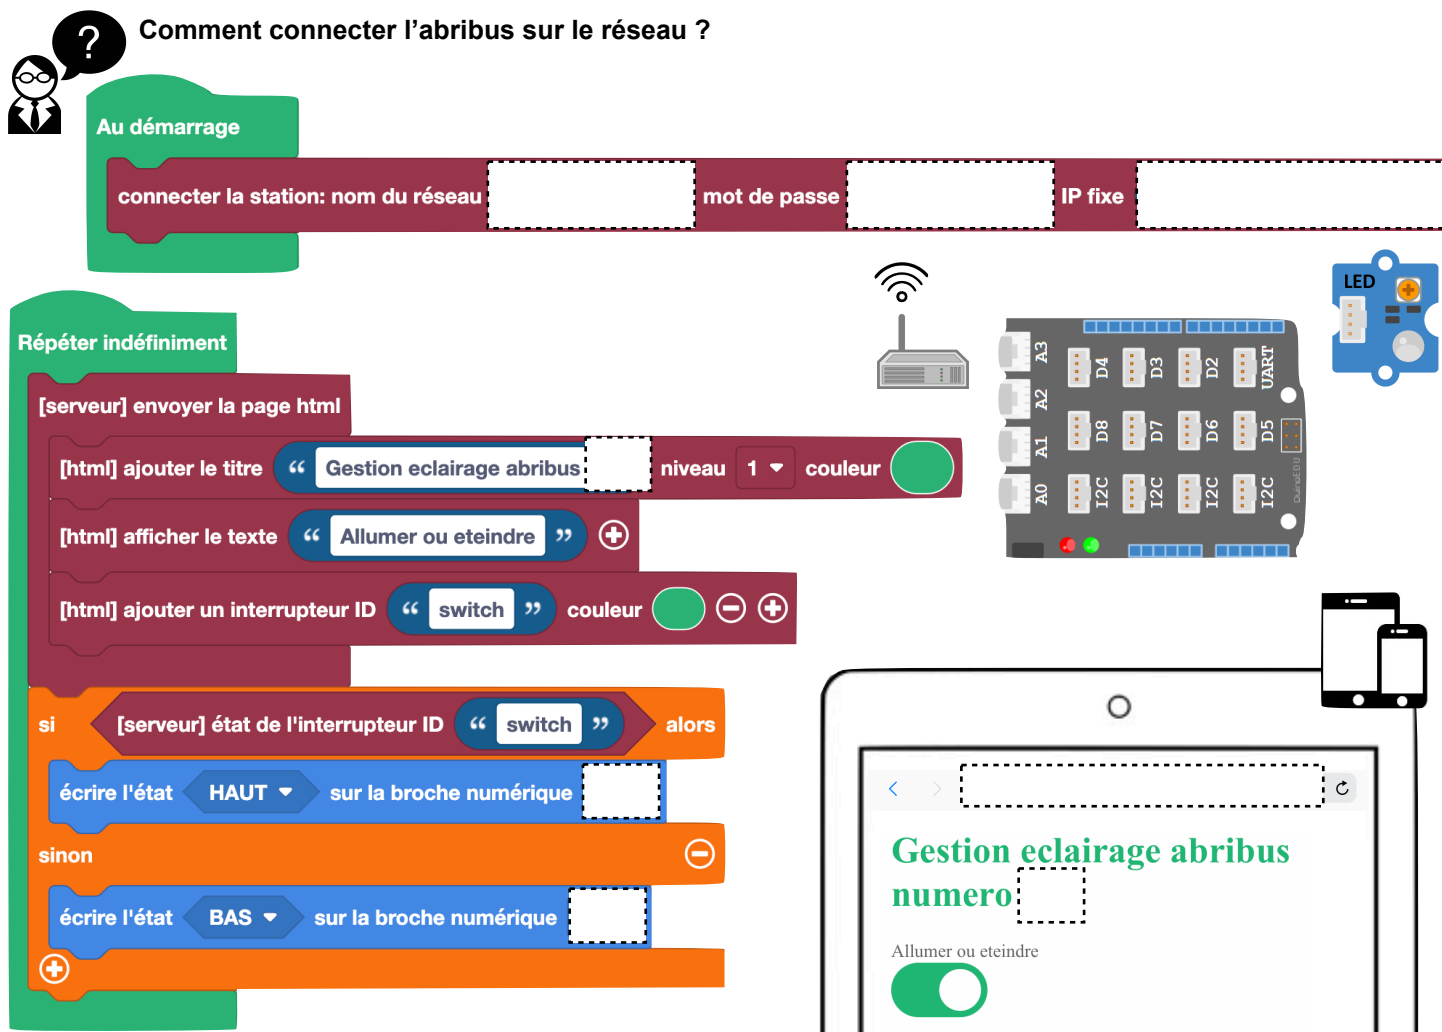 ?
Comment connecter l’abribus sur le réseau ?
Au démarrage
connecter la station: nom du réseau mot de passe IP fixe
LED
Répéter indéfiniment
[serveur] envoyer la page html
[html] ajouter le titre “ Gestion eclairage abribus niveau 1 couleur
[html] afficher le texte “ Allumer ou eteindre ”
[html] ajouter un interrupteur ID “ switch ” couleur
si [serveur] état de l'interrupteur ID “ switch ” alors
écrire l'état HAUT sur la broche numérique
sinon
écrire l'état BAS sur la broche numérique
A3 D4 D3 D2 UART
A2
A1 D8 D7 D6 D5
A0 I2C I2C I2C I2C
DuinoEDU
Gestion eclairage abribus
numero
Allumer ou eteindre